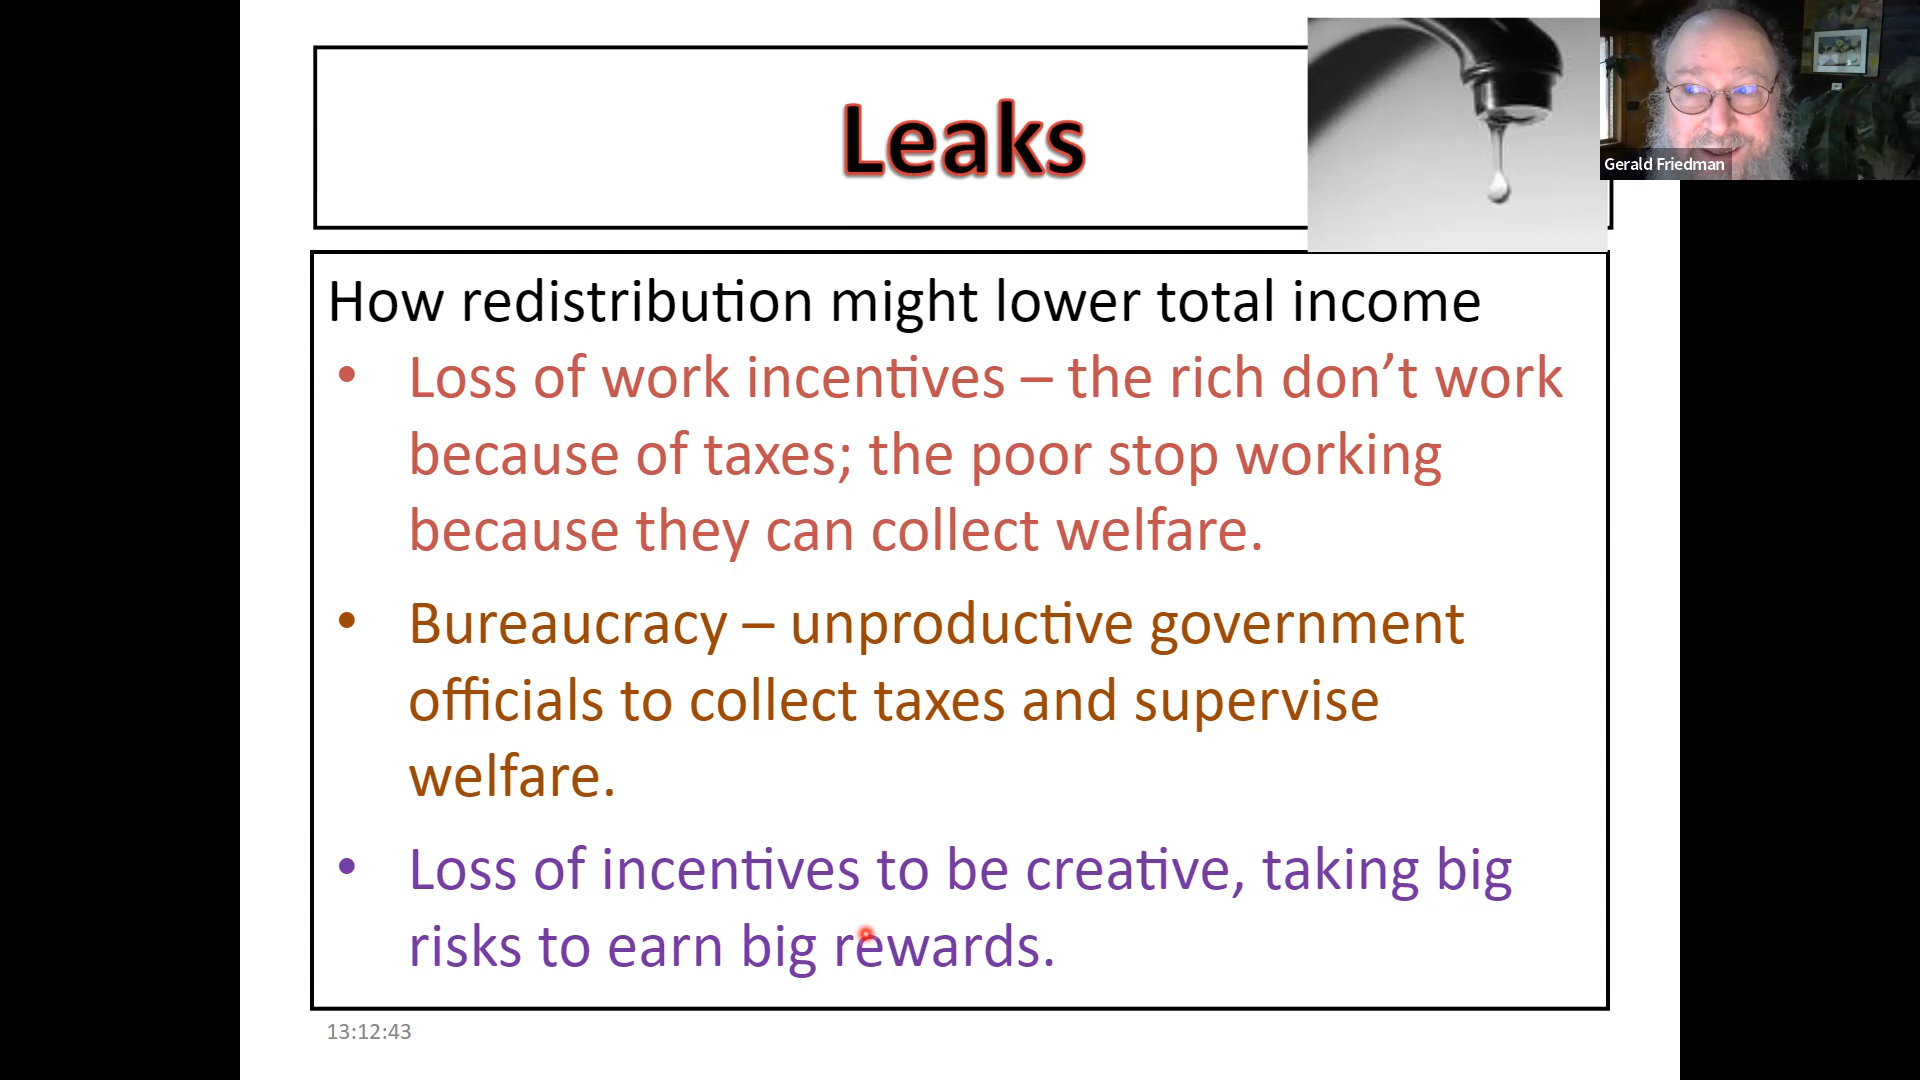 Leaks
Gerald Friedman
How redistribution might lower total income
• Loss of work incentives – the rich don’t work
because of taxes; the poor stop working
because they can collect welfare.
• Bureaucracy – unproductive government
officials to collect taxes and supervise
welfare.
• Loss of incentives to be creative, taking big
risks to earn big rewards.
13:12:43